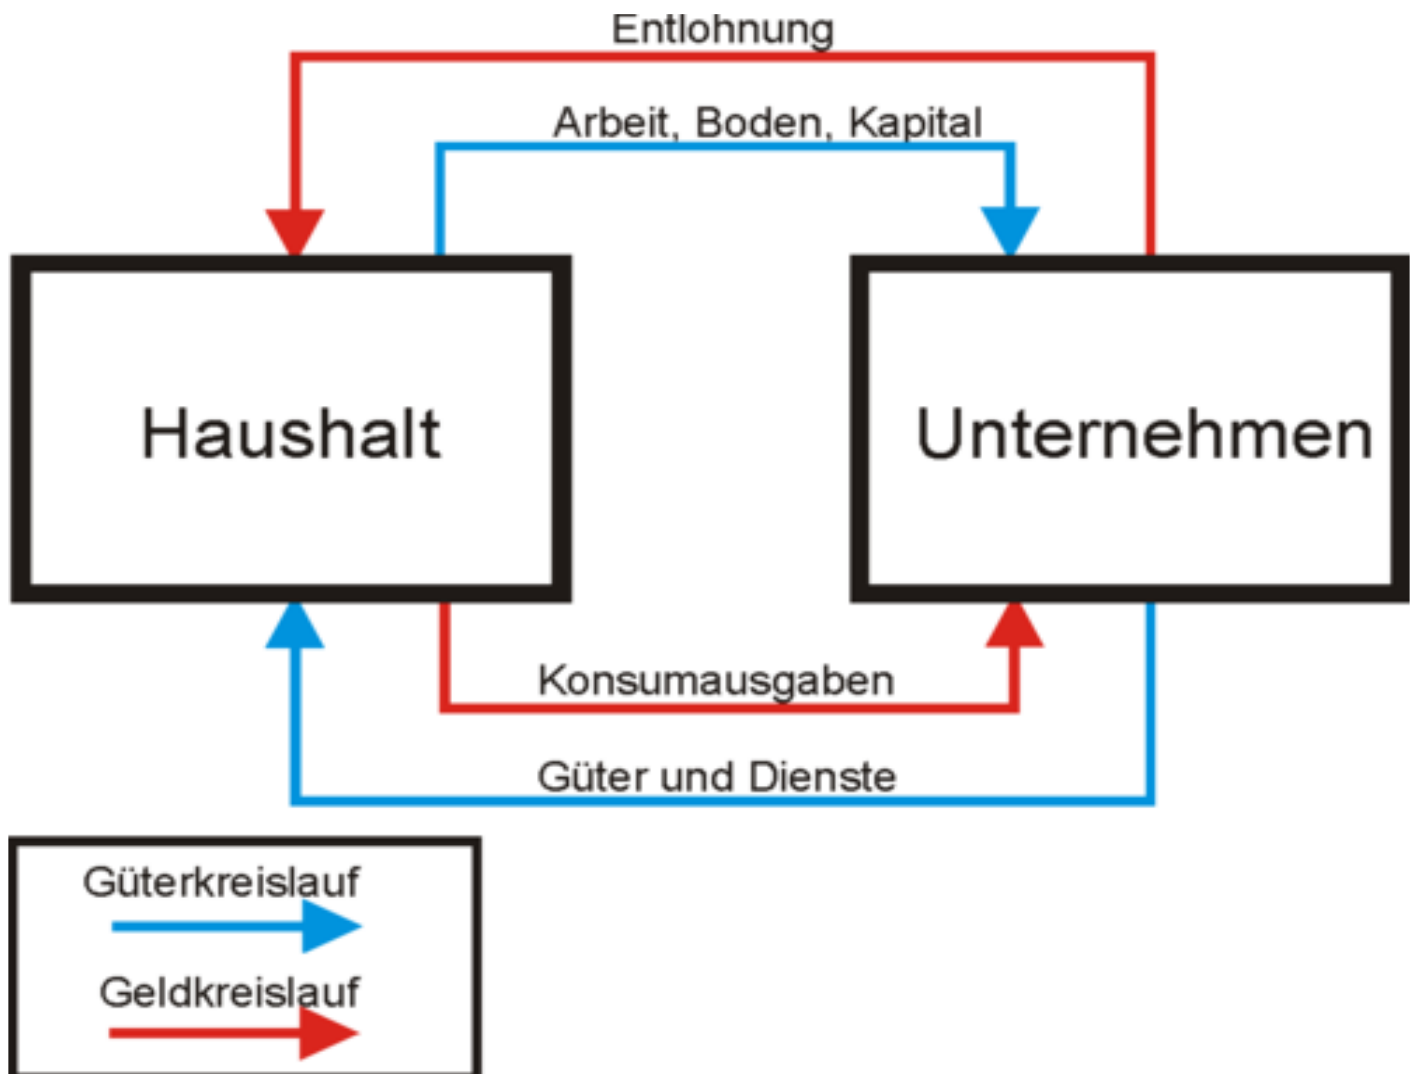 Entlohnung
Arbeit, Boden, Kapital
Haushalt
Unternehmen
Konsumausgaben
Güter und Dienste
Güterkreislauf
Geldkreislauf